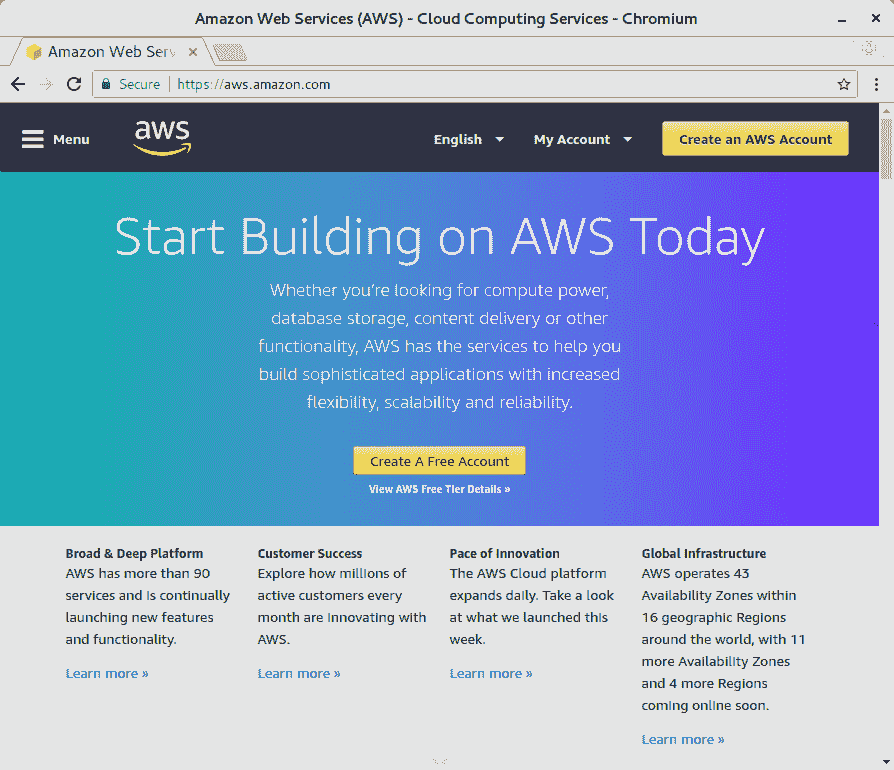 Amazon Web Services (AWS) - Cloud Computing Services - Chromium
Amazon Web Serv
Secure
https://aws.amazon.com
Menu
aws
English
My Account
Create an AWS Account
Start Building on AWS Today
Whether you're looking for compute power,
database storage, content delivery or other
functionality, AWS has the services to help you
build sophisticated applications with increased
flexibility, scalability and reliability.
Create A Free Account
View AWS Free Tier Details »
Broad & Deep Platform
AWS has more than 90
services and is continually
launching new features
and functionality.
Learn more »
Customer Success
Explore how millions of
active customers every
month are innovating with
AWS.
Learn more »
Pace of Innovation
The AWS Cloud platform
expands daily. Take a look
at what we launched this
week.
Learn more »
Global Infrastructure
AWS operates 43
Availability Zones within
16 geographic Regions
around the world, with 11
more Availability Zones
and 4 more Regions
coming online soon.
Learn more »